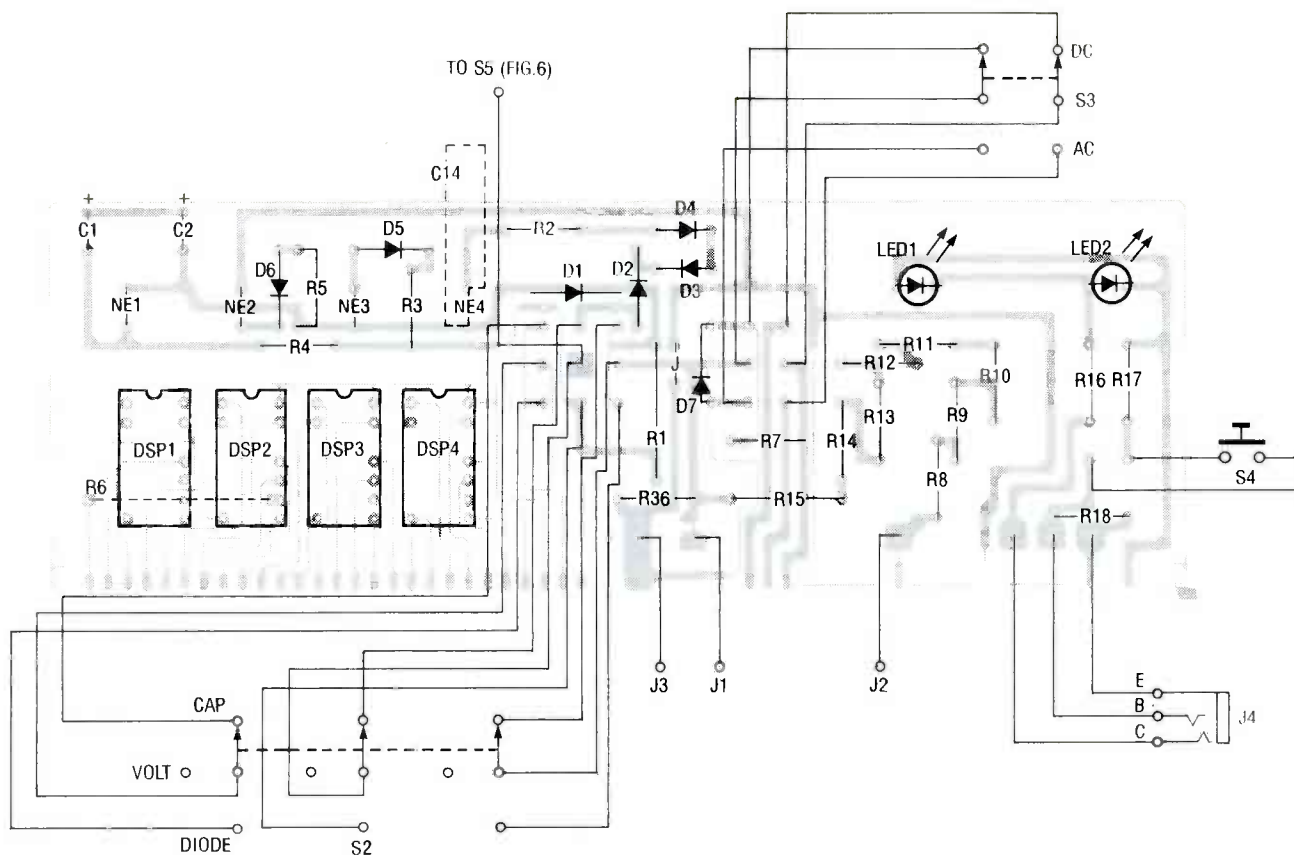 DC
TO S5 (FIG.6)
S3
AC
C14
+ +
C1 C2 D5 R2 D4
LED1 LED2
D6 R5 D1 D2 D3
NE1 NE2 NE3 R3 NE4
R4 J R12 R11 R10 R16 R17
D7
DSP1 DSP2 DSP3 DSP4 R1 R7 R14 R13 R9
R6 R36 R15 R8 S4
R18
J3 J1 J2 E
CAP B J4
C
VOLT
DIODE S2